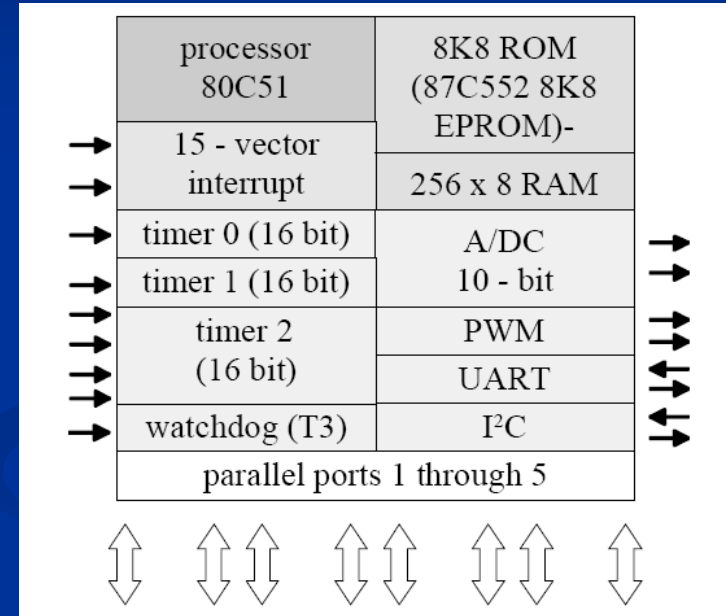 processor
80C51
8K8 ROM
(87C552 8K8
EPROM)-
15 - vector
interrupt
256 x 8 RAM
timer 0 (16 bit)
A/DC
10 - bit
timer 1 (16 bit)
timer 2
(16 bit)
PWM
UART
watchdog (T3)
I²C
parallel ports 1 through 5